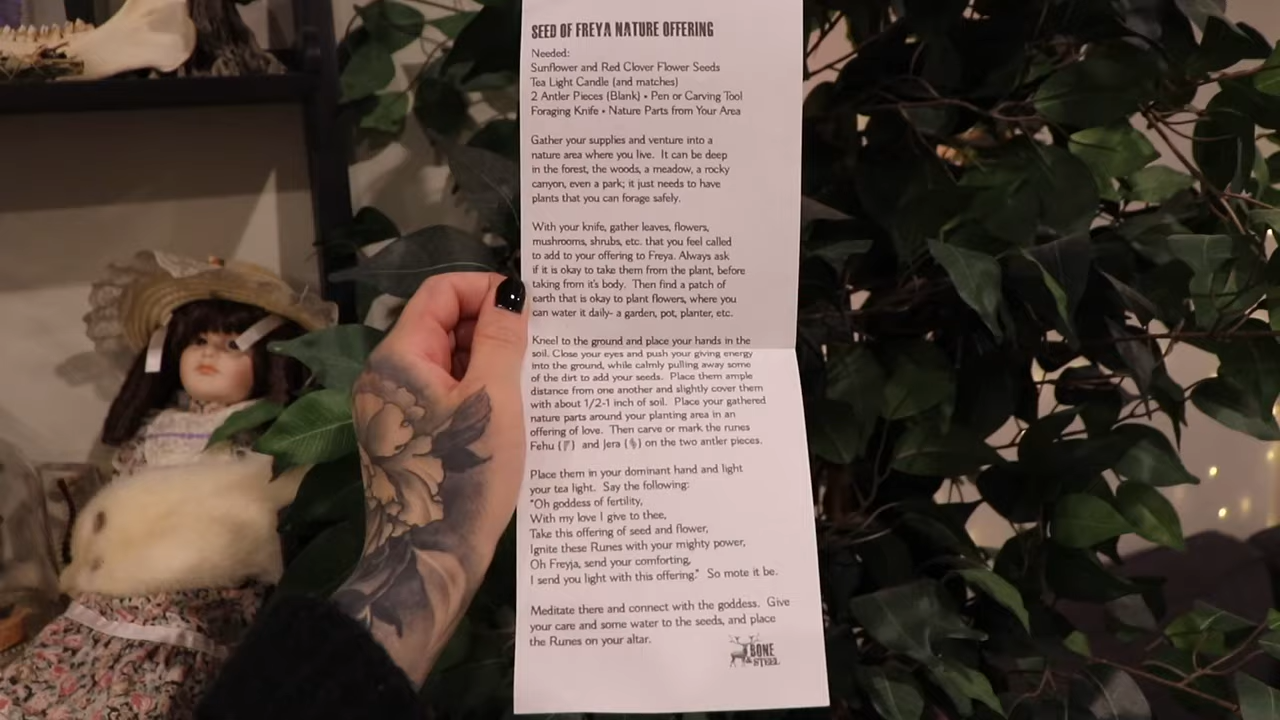 SEED OF FREYA NATURE OFFERING
Needed:
Sunflower and Red Clover Flower Seeds
Tea Light Candle (and matches)
2 Antler Pieces (Blank) • Pen or Carving Tool
Foraging Knife • Nature Parts from Your Area
Gather your supplies and venture into a
nature area where you live. It can be deep
in the forest, the woods, a meadow, a rocky
canyon, even a park; it just needs to have
plants that you can forage safely.
With your knife, gather leaves, flowers,
mushrooms, shrubs, etc. that you feel called
to add to your offering to Freya. Always ask
if it is okay to take them from the plant, before
taking from it's body. Then find a patch of
earth that is okay to plant flowers, where you
can water it daily- a garden, pot, planter, etc.
Kneel to the ground and place your hands in the
soil. Close your eyes and push your giving energy
into the ground, while calmly pulling away some
of the dirt to add your seeds. Place them ample
distance from one another and slightly cover them
with about 1/2-1 inch of soil. Place your gathered
nature parts around your planting area in an
offering of love. Then carve or mark the runes
Fehu (ᚠ) and Jera (ᛃ) on the two antler pieces.
Place them in your dominant hand and light
your tea light. Say the following:
"Oh goddess of fertility,
With my love I give to thee,
Take this offering of seed and flower,
Ignite these Runes with your mighty power,
Oh Freyja, send your comforting,
I send you light with this offering." So mote it be.
Meditate there and connect with the goddess. Give
your care and some water to the seeds, and place
the Runes on your altar.
BONE
& STEEL